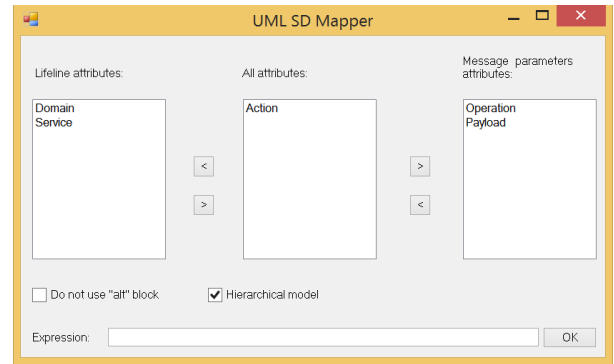 UML SD Mapper
Lifeline attributes:
All attributes:
Message parameters
attributes:
Domain
Service
Action
Operation
Payload
<
>
>
<
Do not use "alt" block
Hierarchical model
Expression:
OK